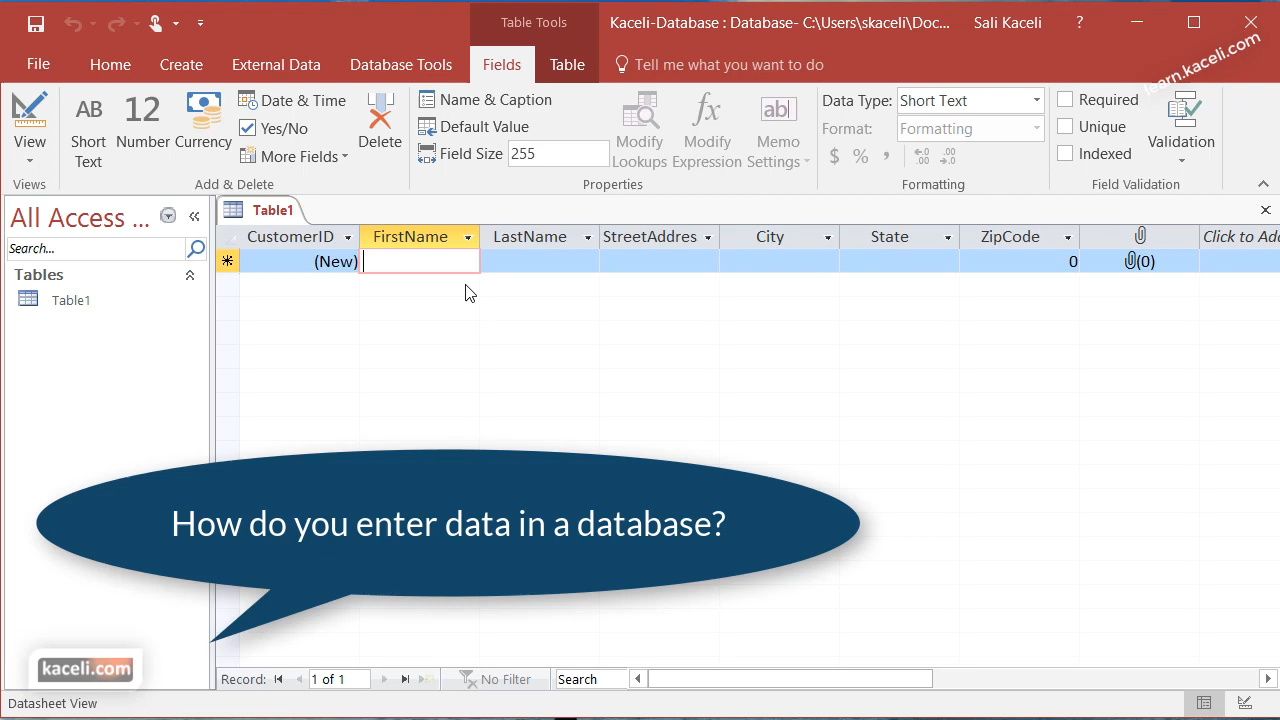 Table Tools
Kaceli-Database : Database- C:\Users\skaceli\Doc...
Sali Kaceli
?
learn.kaceli.com
File
Home
Create
External Data
Database Tools
Fields
Table
Tell me what you want to do
View
AB
Short
Text
12
Number
Currency
Date & Time
Yes/No
More Fields
Delete
Name & Caption
Default Value
Field Size
255
Modify
Lookups
fx
Modify
Expression
ab
Memo
Settings
Data Type:
Short Text
Format:
Formatting
$ % ,
Required
Unique
Indexed
Validation
Views
Add & Delete
Properties
Formatting
Field Validation
All Access ...
Search...
Tables
Table1
Table1
CustomerID
FirstName
LastName
StreetAddres
City
State
ZipCode
Click to Add
(New)
0
(0)
How do you enter data in a database?
kaceli.com
Record:
1 of 1
No Filter
Search
Datasheet View